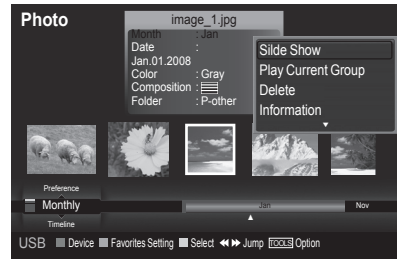 Photo
image_1.jpg
Month : Jan
Date :
Jan.01.2008
Color : Gray
Composition :
Folder : P-other
Silde Show
Play Current Group
Delete
Information
Preference
Monthly
Timeline
Jan
Nov
USB Device Favorites Setting Select Jump TOOLS Option